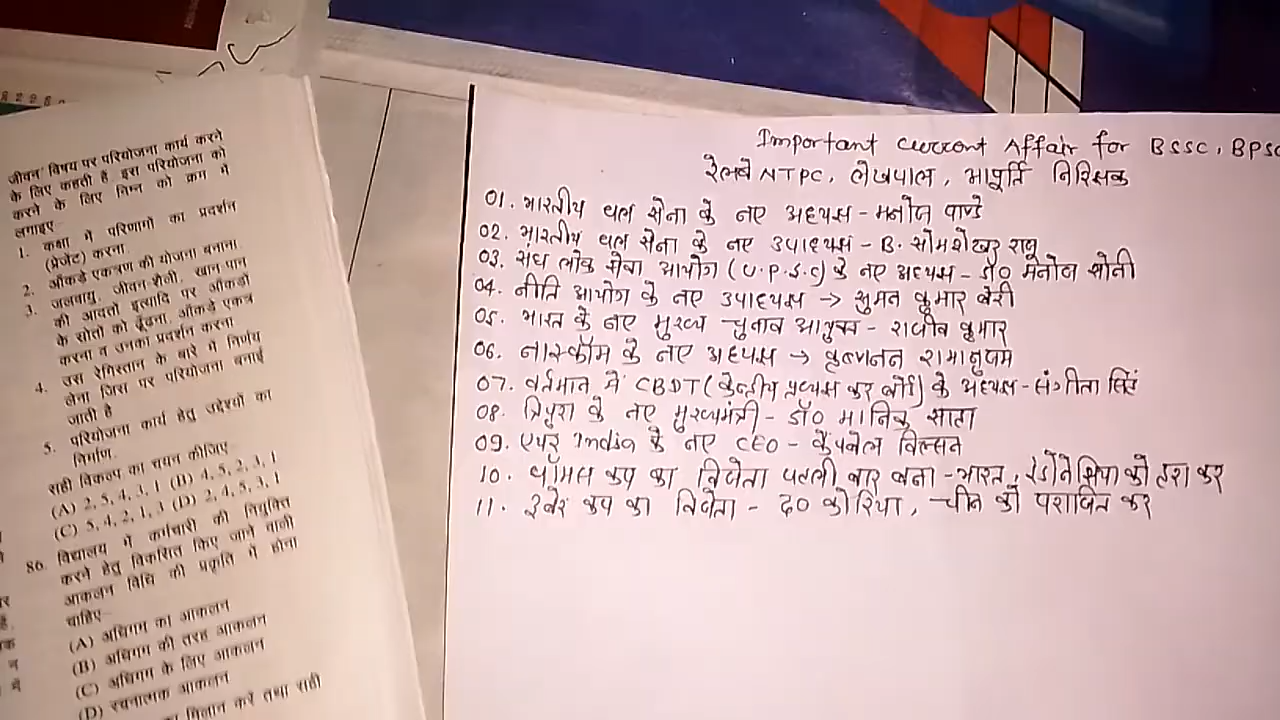 जीवन' विषय पर परियोजना कार्य करने
के लिए कहती है इस परियोजना को
करने के लिए निम्न को क्रम में
लगाइए-
1. कक्षा में परिणामों का प्रदर्शन
(प्रेजेंट) करना.
2. आँकड़े एकत्रण की योजना बनाना
3. जलवायु, जीवन शैली, खान पान
की आदतों इत्यादि पर आँकड़ों
के स्रोतों को ढूँढ़ना, आँकड़े एकत्र
करना व उनका प्रदर्शन करना
4. उस रेगिस्तान के बारे में निर्णय
लेना जिस पर परियोजना बनाई
जाती है
5. परियोजना कार्य हेतु उद्देश्यों का
निर्माण.
सही विकल्प का चयन कीजिए-
(A) 2, 5, 4, 3, 1 (B) 4, 5, 2, 3, 1
(C) 5, 4, 2, 1, 3 (D) 2, 4, 5, 3, 1
86. विद्यालय में कर्मचारी की नियुक्ति
करने हेतु विकसित किए जाने वाली
आकलन विधि की प्रकृति में होना
चाहिए-
(A) अधिगम का आकलन
(B) अधिगम की तरह आकलन
(C) अधिगम के लिए आकलन
(D) रचनात्मक आकलन
मिलान करें तथा सही
Important current Affair for BSSC, BPSC
रेलवे NTPC, लेखपाल, आपूर्ति निरिक्षक
01. भारतीय थल सेना के नए अध्यक्ष - मनोज पाण्डे
02. भारतीय थल सेना के नए उपाध्यक्ष - B. सोमशेखर राजू
03. संघ लोक सेवा आयोग (U.P.S.C) के नए अध्यक्ष - डॉ० मनोज सोनी
04. नीति आयोग के नए उपाध्यक्ष → सुमन कुमार बेरी
05. भारत के नए मुख्य चुनाव आयुक्त - राजीव कुमार
06. नास्कॉम के नए अध्यक्ष → कृष्णनन रामानुजम
07. वर्तमान में CBDT (केन्द्रीय प्रत्यक्ष कर बोर्ड) के अध्यक्ष - संगीता सिंह
08. त्रिपुरा के नए मुख्यमंत्री - डॉ० मानिक साहा
09. एयर India के नए CEO - कैंपबेल विल्सन
10. थॉमस कप का विजेता पहली बार बना - भारत, इंडोनेशिया को हरा कर
11. उबेर कप का विजेता - द० कोरिया, चीन को पराजित कर